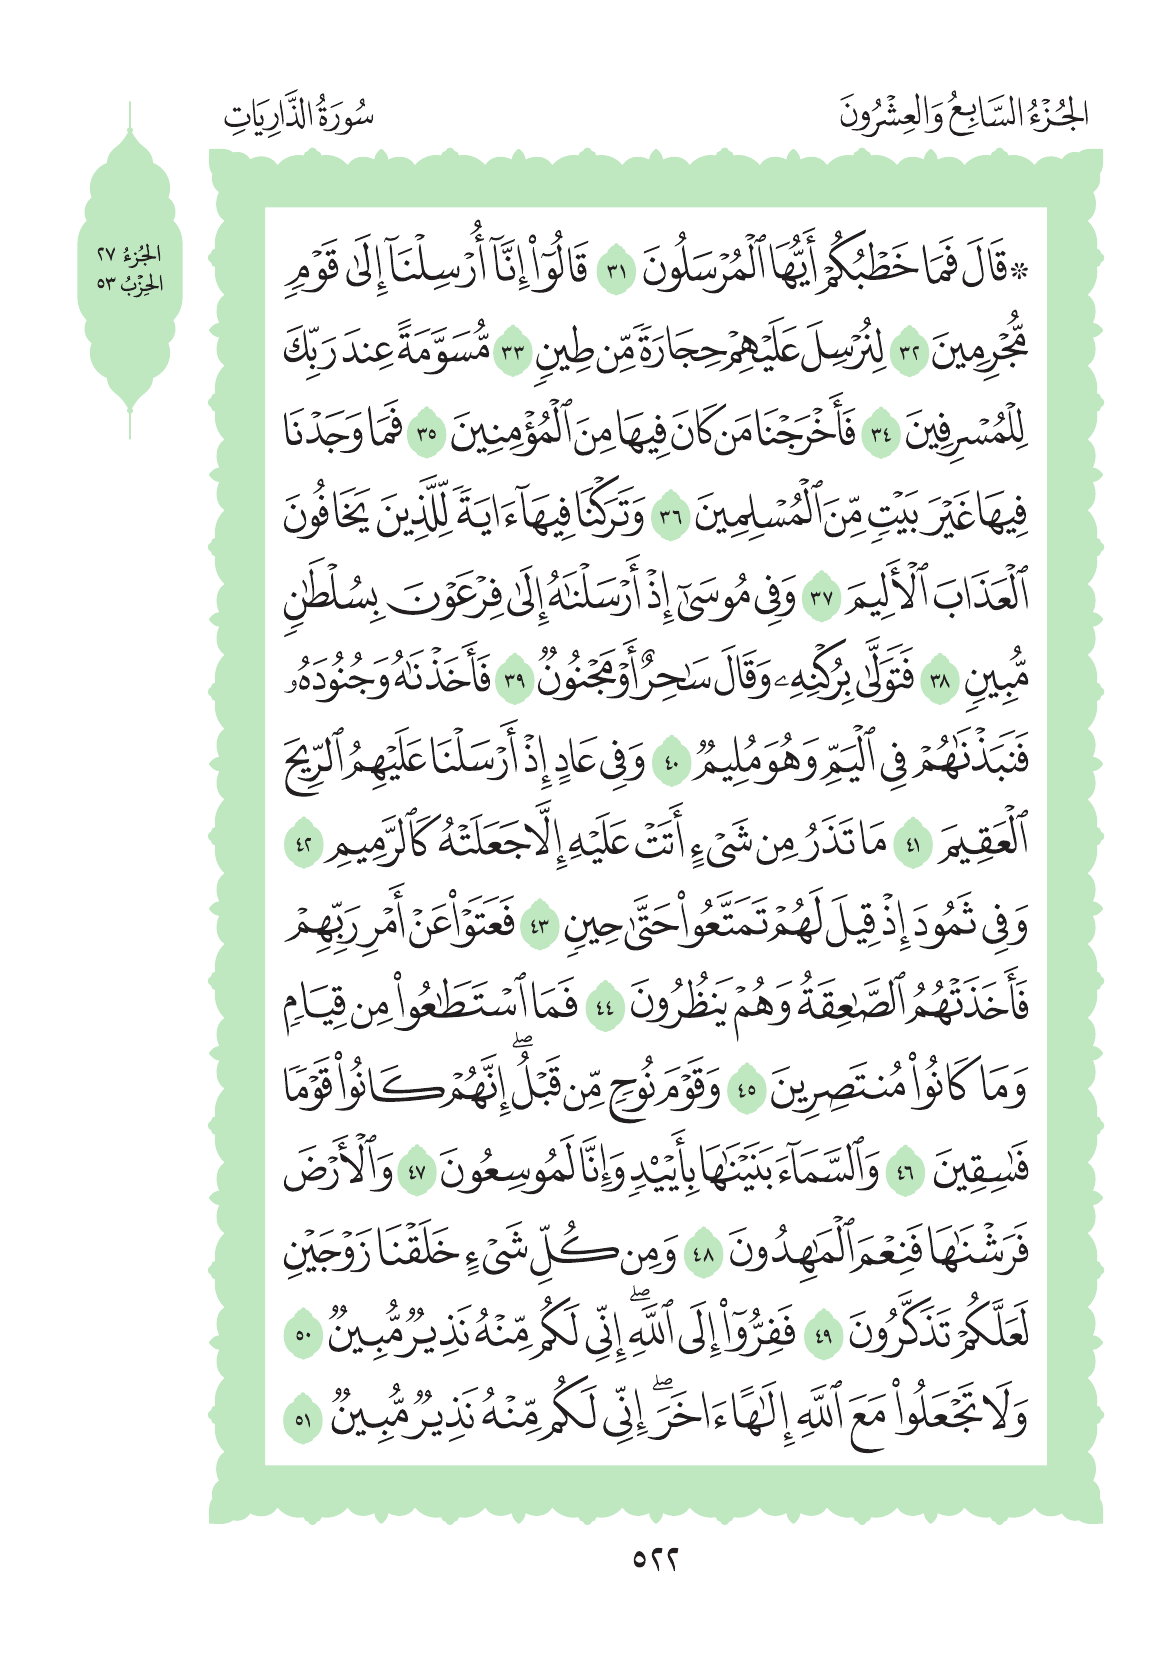 الجُزْءُ السَّابِعُ وَالعِشْرُونَ
سُورَةُ الذَّارِيَاتِ
الجُزءُ ٢٧
الحِزْبُ ٥٣
۞ قَالَ فَمَا خَطْبُكُمْ أَيُّهَا ٱلْمُرْسَلُونَ ٣١ قَالُوٓا۟ إِنَّآ أُرْسِلْنَآ إِلَىٰ قَوْمٍ
مُّجْرِمِينَ ٣٢ لِنُرْسِلَ عَلَيْهِمْ حِجَارَةً مِّن طِينٍ ٣٣ مُّسَوَّمَةً عِندَ رَبِّكَ
لِلْمُسْرِفِينَ ٣٤ فَأَخْرَجْنَا مَن كَانَ فِيهَا مِنَ ٱلْمُؤْمِنِينَ ٣٥ فَمَا وَجَدْنَا
فِيهَا غَيْرَ بَيْتٍ مِّنَ ٱلْمُسْلِمِينَ ٣٦ وَتَرَكْنَا فِيهَآ ءَايَةً لِّلَّذِينَ يَخَافُونَ
ٱلْعَذَابَ ٱلْأَلِيمَ ٣٧ وَفِى مُوسَىٰٓ إِذْ أَرْسَلْنَٰهُ إِلَىٰ فِرْعَوْنَ بِسُلْطَٰنٍ
مُّبِينٍ ٣٨ فَتَوَلَّىٰ بِرُكْنِهِۦ وَقَالَ سَٰحِرٌ أَوْ مَجْنُونٌ ٣٩ فَأَخَذْنَٰهُ وَجُنُودَهُۥ
فَنَبَذْنَٰهُمْ فِى ٱلْيَمِّ وَهُوَ مُلِيمٌ ٤٠ وَفِى عَادٍ إِذْ أَرْسَلْنَا عَلَيْهِمُ ٱلرِّيحَ
ٱلْعَقِيمَ ٤١ مَا تَذَرُ مِن شَىْءٍ أَتَتْ عَلَيْهِ إِلَّا جَعَلَتْهُ كَٱلرَّمِيمِ ٤٢
وَفِى ثَمُودَ إِذْ قِيلَ لَهُمْ تَمَتَّعُوا۟ حَتَّىٰ حِينٍ ٤٣ فَعَتَوْا۟ عَنْ أَمْرِ رَبِّهِمْ
فَأَخَذَتْهُمُ ٱلصَّٰعِقَةُ وَهُمْ يَنظُرُونَ ٤٤ فَمَا ٱسْتَطَٰعُوا۟ مِن قِيَامٍ
وَمَا كَانُوا۟ مُنتَصِرِينَ ٤٥ وَقَوْمَ نُوحٍ مِّن قَبْلُ ۖ إِنَّهُمْ كَانُوا۟ قَوْمًا
فَٰسِقِينَ ٤٦ وَٱلسَّمَآءَ بَنَيْنَٰهَا بِأَيْي۟دٍ وَإِنَّا لَمُوسِعُونَ ٤٧ وَٱلْأَرْضَ
فَرَشْنَٰهَا فَنِعْمَ ٱلْمَٰهِدُونَ ٤٨ وَمِن كُلِّ شَىْءٍ خَلَقْنَا زَوْجَيْنِ
لَعَلَّكُمْ تَذَكَّرُونَ ٤٩ فَفِرُّوٓا۟ إِلَى ٱللَّهِ ۖ إِنِّى لَكُم مِّنْهُ نَذِيرٌ مُّبِينٌ ٥٠
وَلَا تَجْعَلُوا۟ مَعَ ٱللَّهِ إِلَٰهًا ءَاخَرَ ۖ إِنِّى لَكُم مِّنْهُ نَذِيرٌ مُّبِينٌ ٥١
٥٢٢